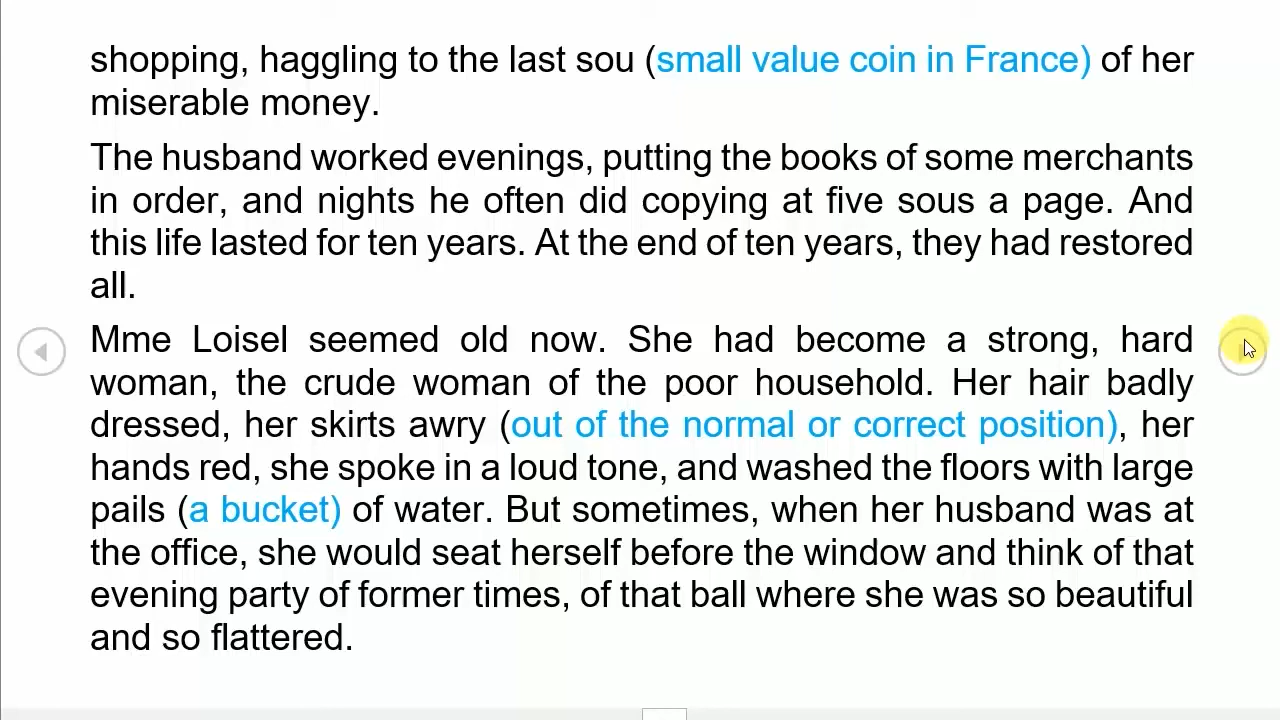 shopping, haggling to the last sou (small value coin in France) of her
miserable money.
The husband worked evenings, putting the books of some merchants
in order, and nights he often did copying at five sous a page. And
this life lasted for ten years. At the end of ten years, they had restored
all.
Mme Loisel seemed old now. She had become a strong, hard
woman, the crude woman of the poor household. Her hair badly
dressed, her skirts awry (out of the normal or correct position), her
hands red, she spoke in a loud tone, and washed the floors with large
pails (a bucket) of water. But sometimes, when her husband was at
the office, she would seat herself before the window and think of that
evening party of former times, of that ball where she was so beautiful
and so flattered.